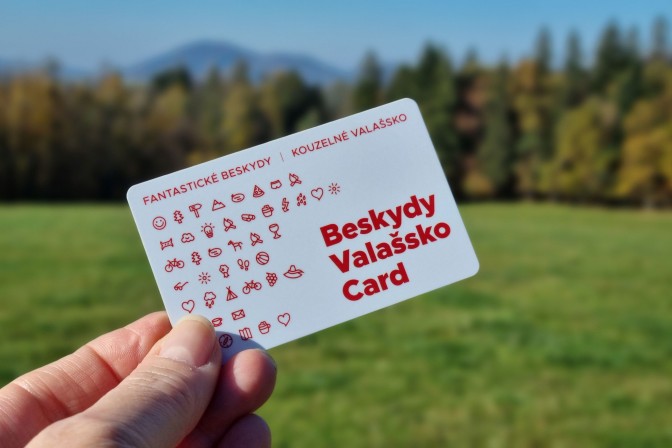 FANTASTICKÉ BESKYDY | KOUZELNÉ VALAŠSKO
Beskydy
Valašsko
Card